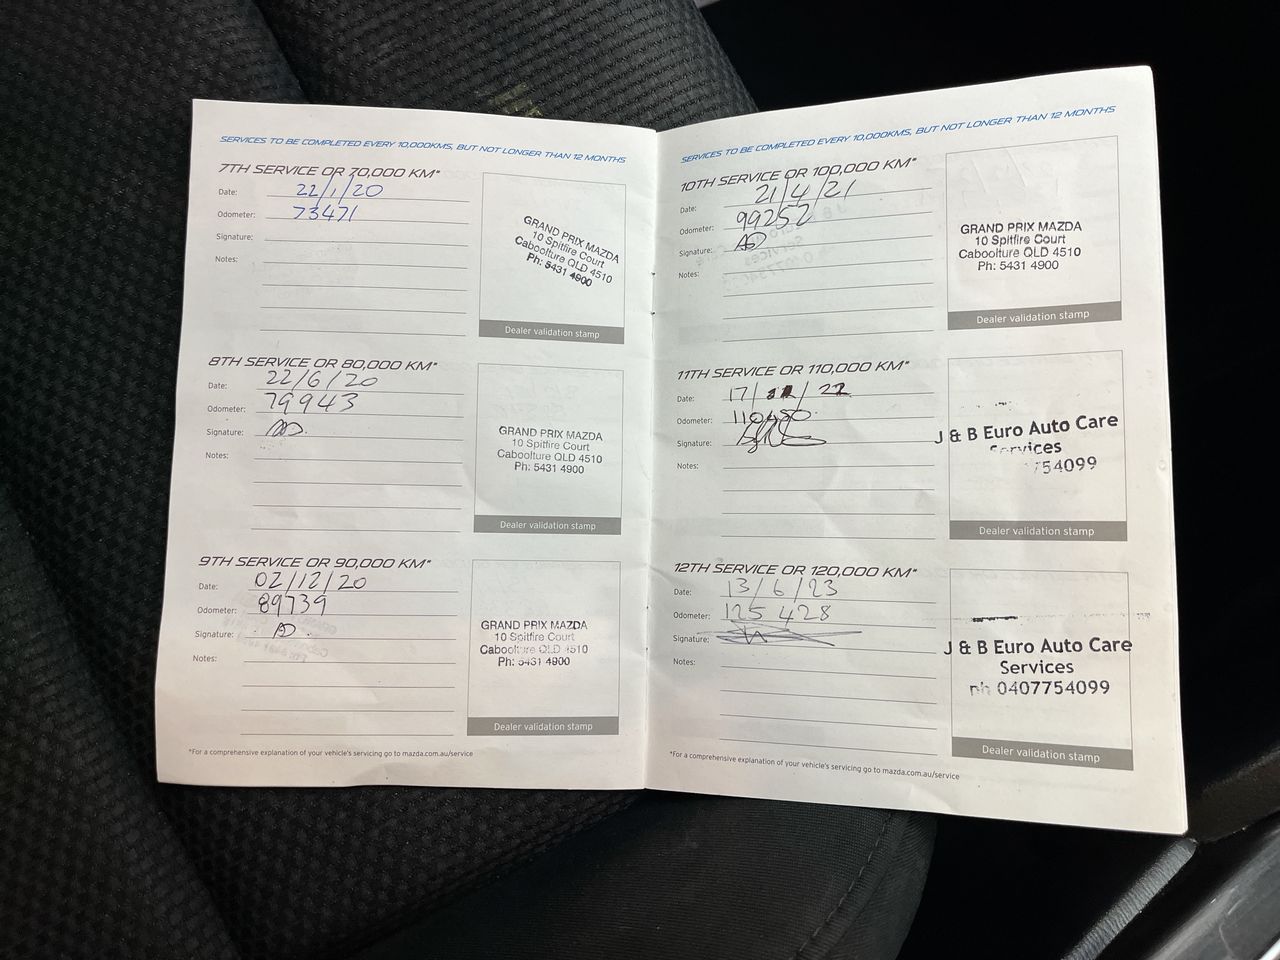 SERVICES TO BE COMPLETED EVERY 10,000KMS, BUT NOT LONGER THAN 12 MONTHS
7TH SERVICE OR 70,000 KM*
Date: 22/1/20
Odometer: 73471
Signature:
Notes:
GRAND PRIX MAZDA
10 Spitfire Court
Caboolture QLD 4510
Ph: 5431 4900
Dealer validation stamp
8TH SERVICE OR 80,000 KM*
Date: 22/6/20
Odometer: 79943
Signature:
Notes:
GRAND PRIX MAZDA
10 Spitfire Court
Caboolture QLD 4510
Ph: 5431 4900
Dealer validation stamp
9TH SERVICE OR 90,000 KM*
Date: 02/12/20
Odometer: 89739
Signature:
Notes:
GRAND PRIX MAZDA
10 Spitfire Court
Caboolture QLD 4510
Ph: 5431 4900
Dealer validation stamp
*For a comprehensive explanation of your vehicle's servicing go to mazda.com.au/service
SERVICES TO BE COMPLETED EVERY 10,000KMS, BUT NOT LONGER THAN 12 MONTHS
10TH SERVICE OR 100,000 KM*
Date: 21/4/21
Odometer: 99252
Signature:
Notes:
GRAND PRIX MAZDA
10 Spitfire Court
Caboolture QLD 4510
Ph: 5431 4900
Dealer validation stamp
11TH SERVICE OR 110,000 KM*
Date: 17/
Odometer:
Signature:
Notes:
J & B Euro Auto Care
Services
754099
Dealer validation stamp
12TH SERVICE OR 120,000 KM*
Date: 13/6/23
Odometer: 125 428
Signature:
Notes:
J & B Euro Auto Care
Services
ph 0407754099
Dealer validation stamp
*For a comprehensive explanation of your vehicle's servicing go to mazda.com.au/service